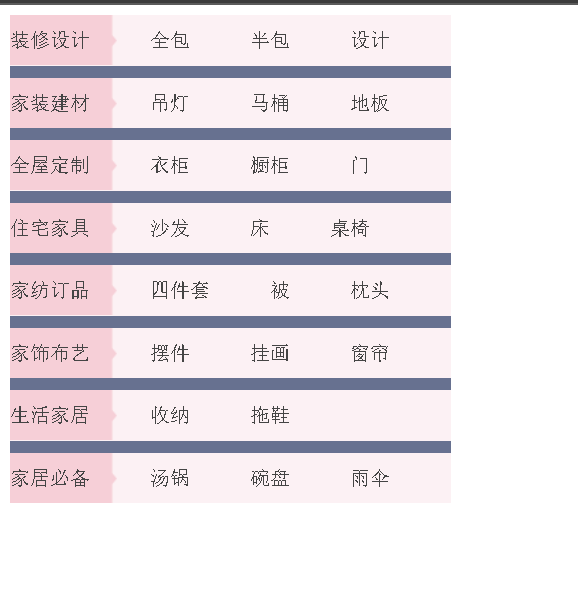 装修设计 全包 半包 设计
家装建材 吊灯 马桶 地板
全屋定制 衣柜 橱柜 门
住宅家具 沙发 床 桌椅
家纺订品 四件套 被 枕头
家饰布艺 摆件 挂画 窗帘
生活家居 收纳 拖鞋
家居必备 汤锅 碗盘 雨伞